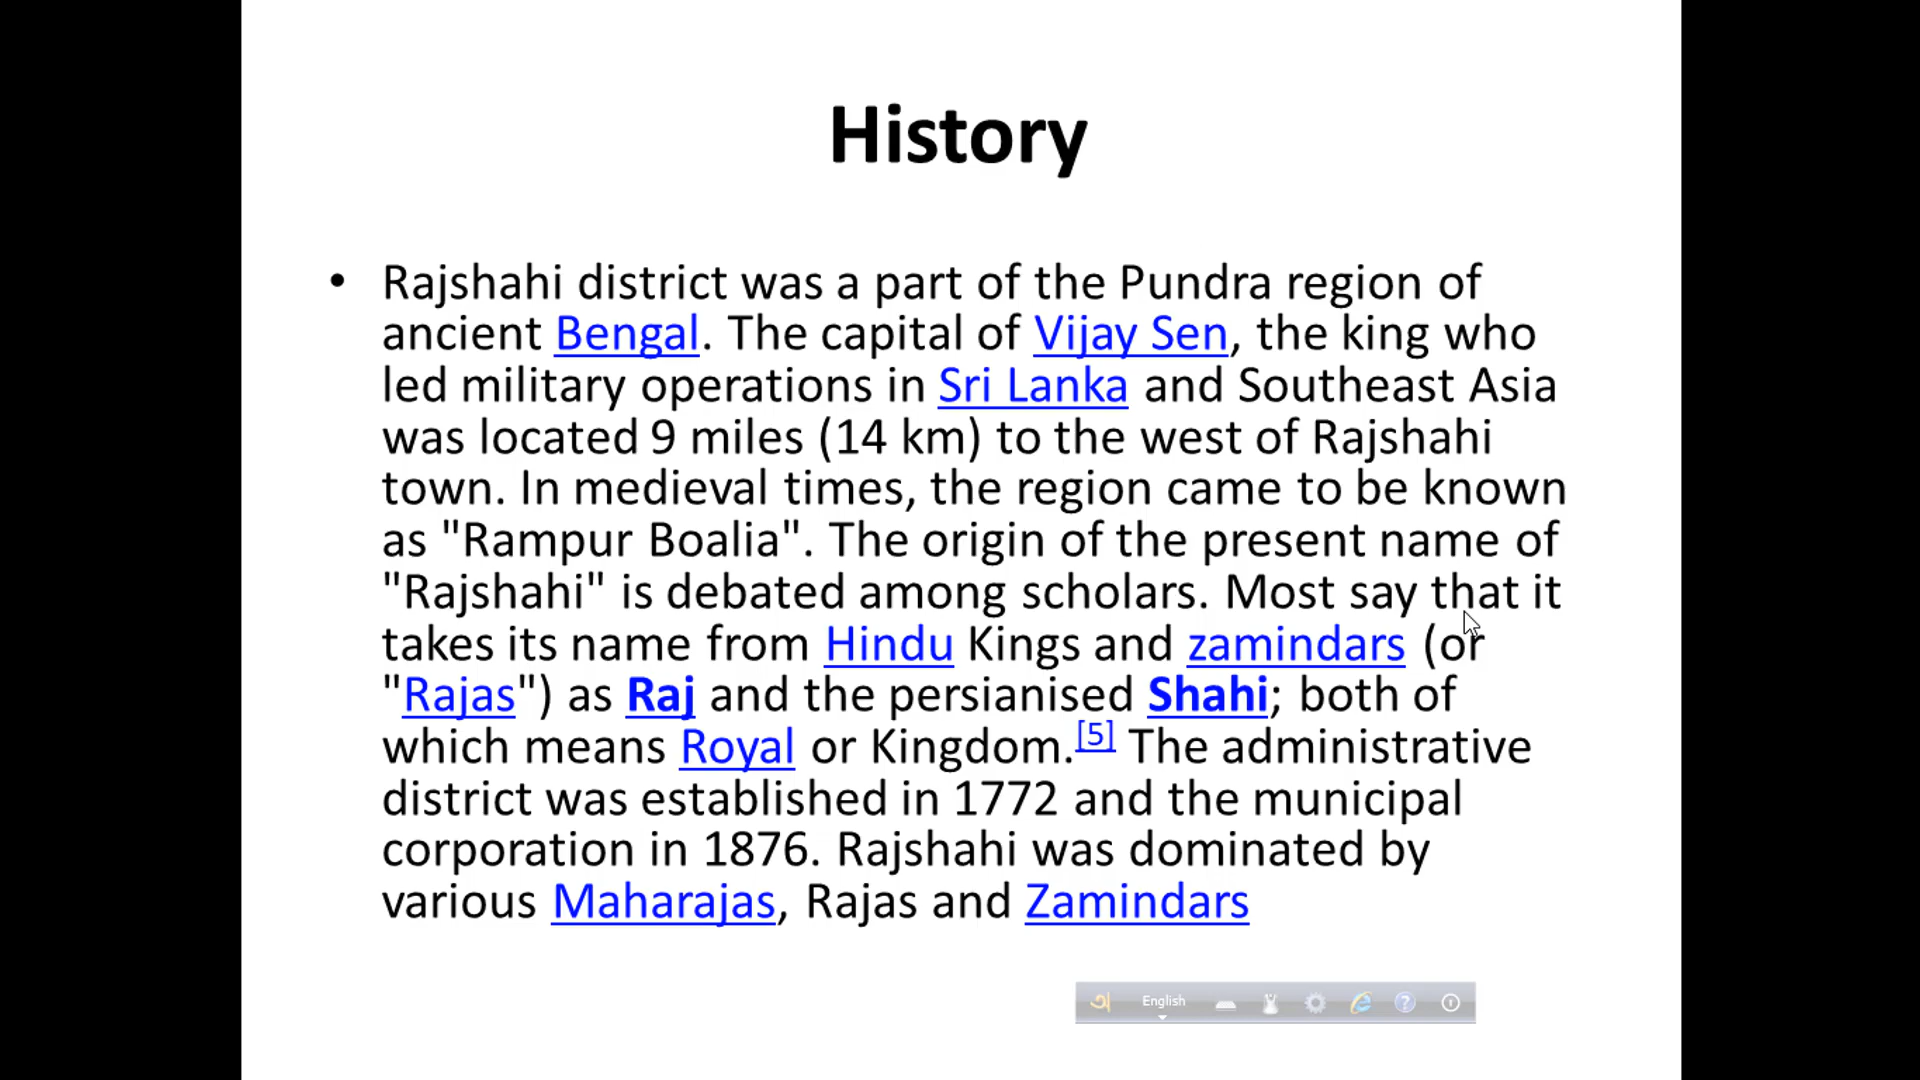 History
• Rajshahi district was a part of the Pundra region of
ancient Bengal. The capital of Vijay Sen, the king who
led military operations in Sri Lanka and Southeast Asia
was located 9 miles (14 km) to the west of Rajshahi
town. In medieval times, the region came to be known
as "Rampur Boalia". The origin of the present name of
"Rajshahi" is debated among scholars. Most say that it
takes its name from Hindu Kings and zamindars (or
"Rajas") as Raj and the persianised Shahi; both of
which means Royal or Kingdom.[5] The administrative
district was established in 1772 and the municipal
corporation in 1876. Rajshahi was dominated by
various Maharajas, Rajas and Zamindars
অ English